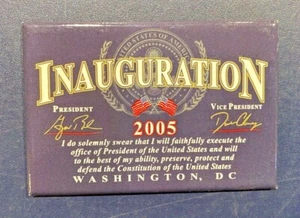 INAUGURATION
PRESIDENT VICE PRESIDENT
2005
I do solemnly swear that I will faithfully execute the
office of President of the United States and will
to the best of my ability, preserve, protect and
defend the Constitution of the United States
WASHINGTON, DC